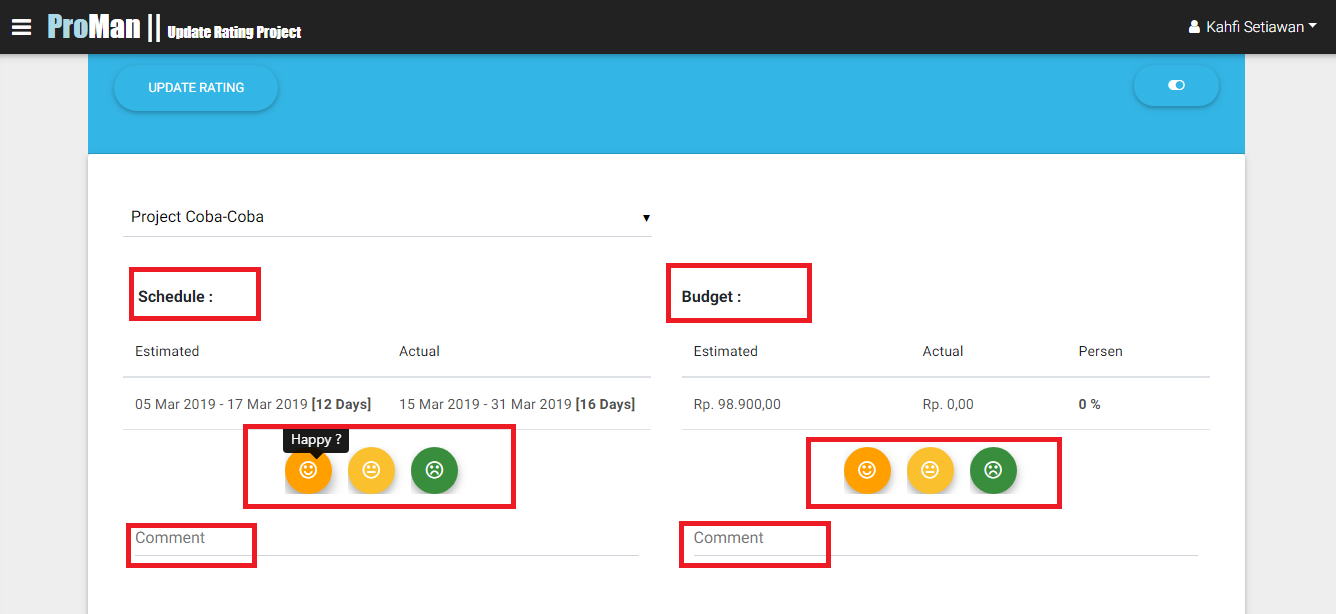 ProMan || Update Rating Project
Kahfi Setiawan
UPDATE RATING
Project Coba-Coba
Schedule :
Estimated Actual
05 Mar 2019 - 17 Mar 2019 [12 Days] 15 Mar 2019 - 31 Mar 2019 [16 Days]
Happy ?
Comment
Budget :
Estimated Actual Persen
Rp. 98.900,00 Rp. 0,00 0 %
Comment